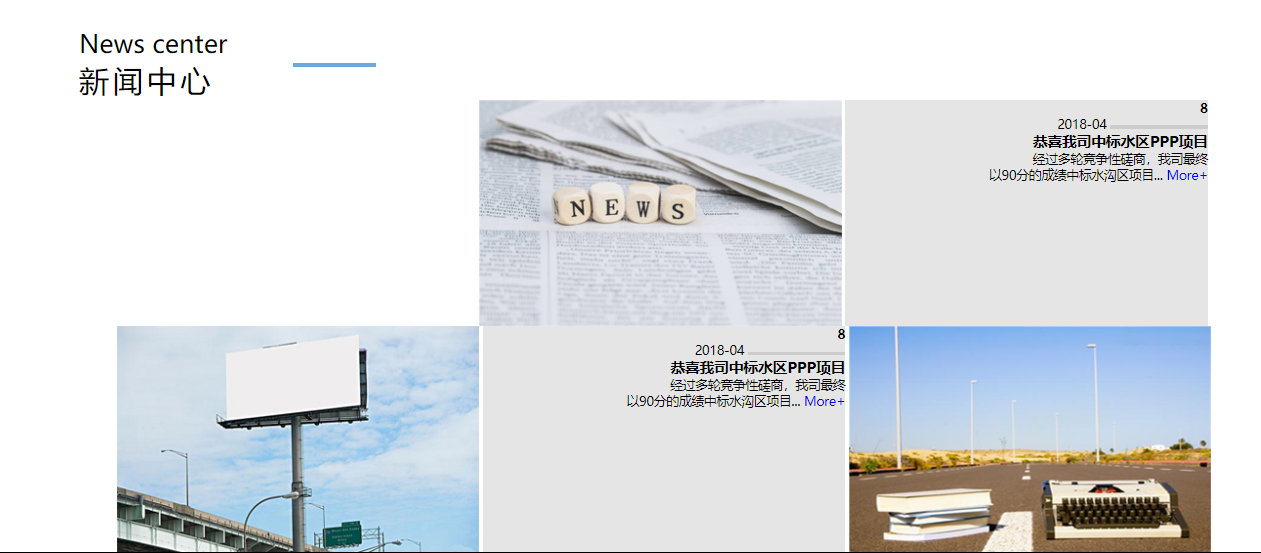 News center
新闻中心
NEWS
8
2018-04
恭喜我司中标水区PPP项目
经过多轮竞争性磋商，我司最终
以90分的成绩中标水沟区项目... More+
8
2018-04
恭喜我司中标水区PPP项目
经过多轮竞争性磋商，我司最终
以90分的成绩中标水沟区项目... More+